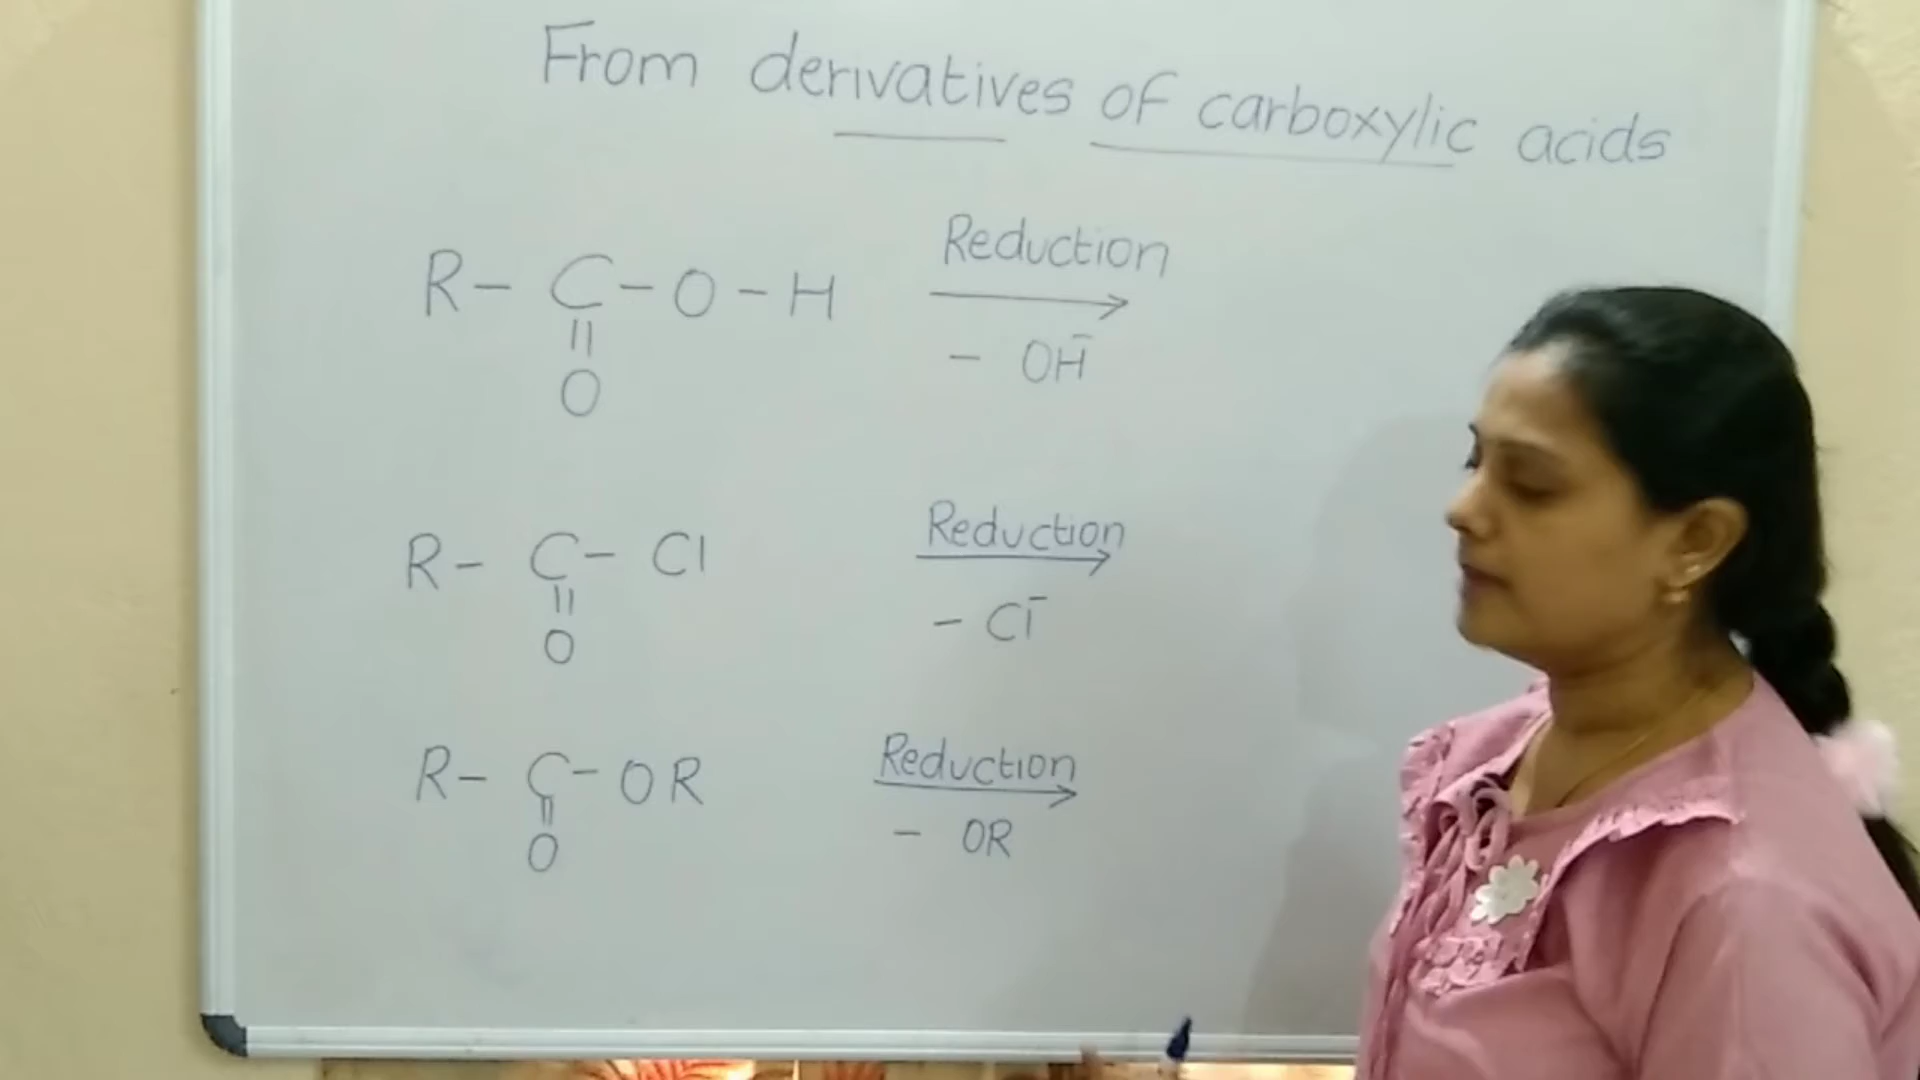 From derivatives of carboxylic acids
R - C - O - H Reduction
|| - OH⁻
O
R - C - Cl Reduction
|| - Cl⁻
O
R - C - OR Reduction
|| - OR
O